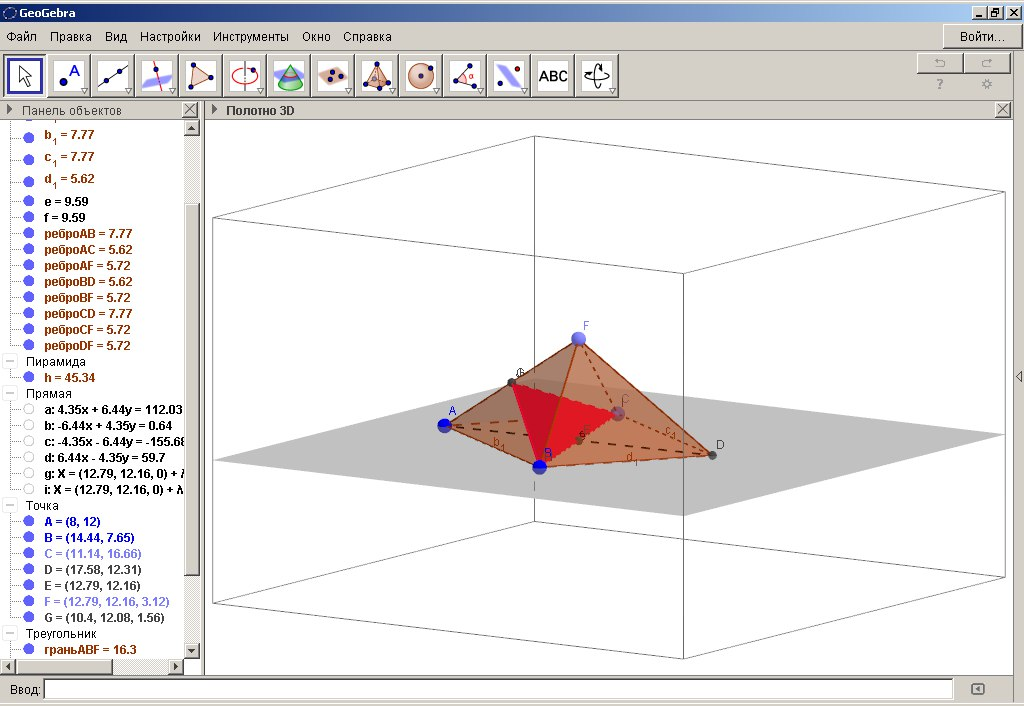 GeoGebra
Файл Правка Вид Настройки Инструменты Окно Справка
Войти...
A
ABC
Панель объектов
Полотно 3D
b₁ = 7.77
c₁ = 7.77
d₁ = 5.62
e = 9.59
f = 9.59
реброAB = 7.77
реброAC = 5.62
реброAF = 5.72
реброBD = 5.62
реброBF = 5.72
реброCD = 7.77
реброCF = 5.72
реброDF = 5.72
Пирамида
h = 45.34
Прямая
a: 4.35x + 6.44y = 112.03
b: -6.44x + 4.35y = 0.64
c: -4.35x - 6.44y = -155.68
d: 6.44x - 4.35y = 59.7
g: X = (12.79, 12.16, 0) + λ
i: X = (12.79, 12.16, 0) + λ
Точка
A = (8, 12)
B = (14.44, 7.65)
C = (11.14, 16.66)
D = (17.58, 12.31)
E = (12.79, 12.16)
F = (12.79, 12.16, 3.12)
G = (10.4, 12.08, 1.56)
Треугольник
граньABF = 16.3
F
G
A
C
c₁
D
b₁
B
d₁
Ввод: